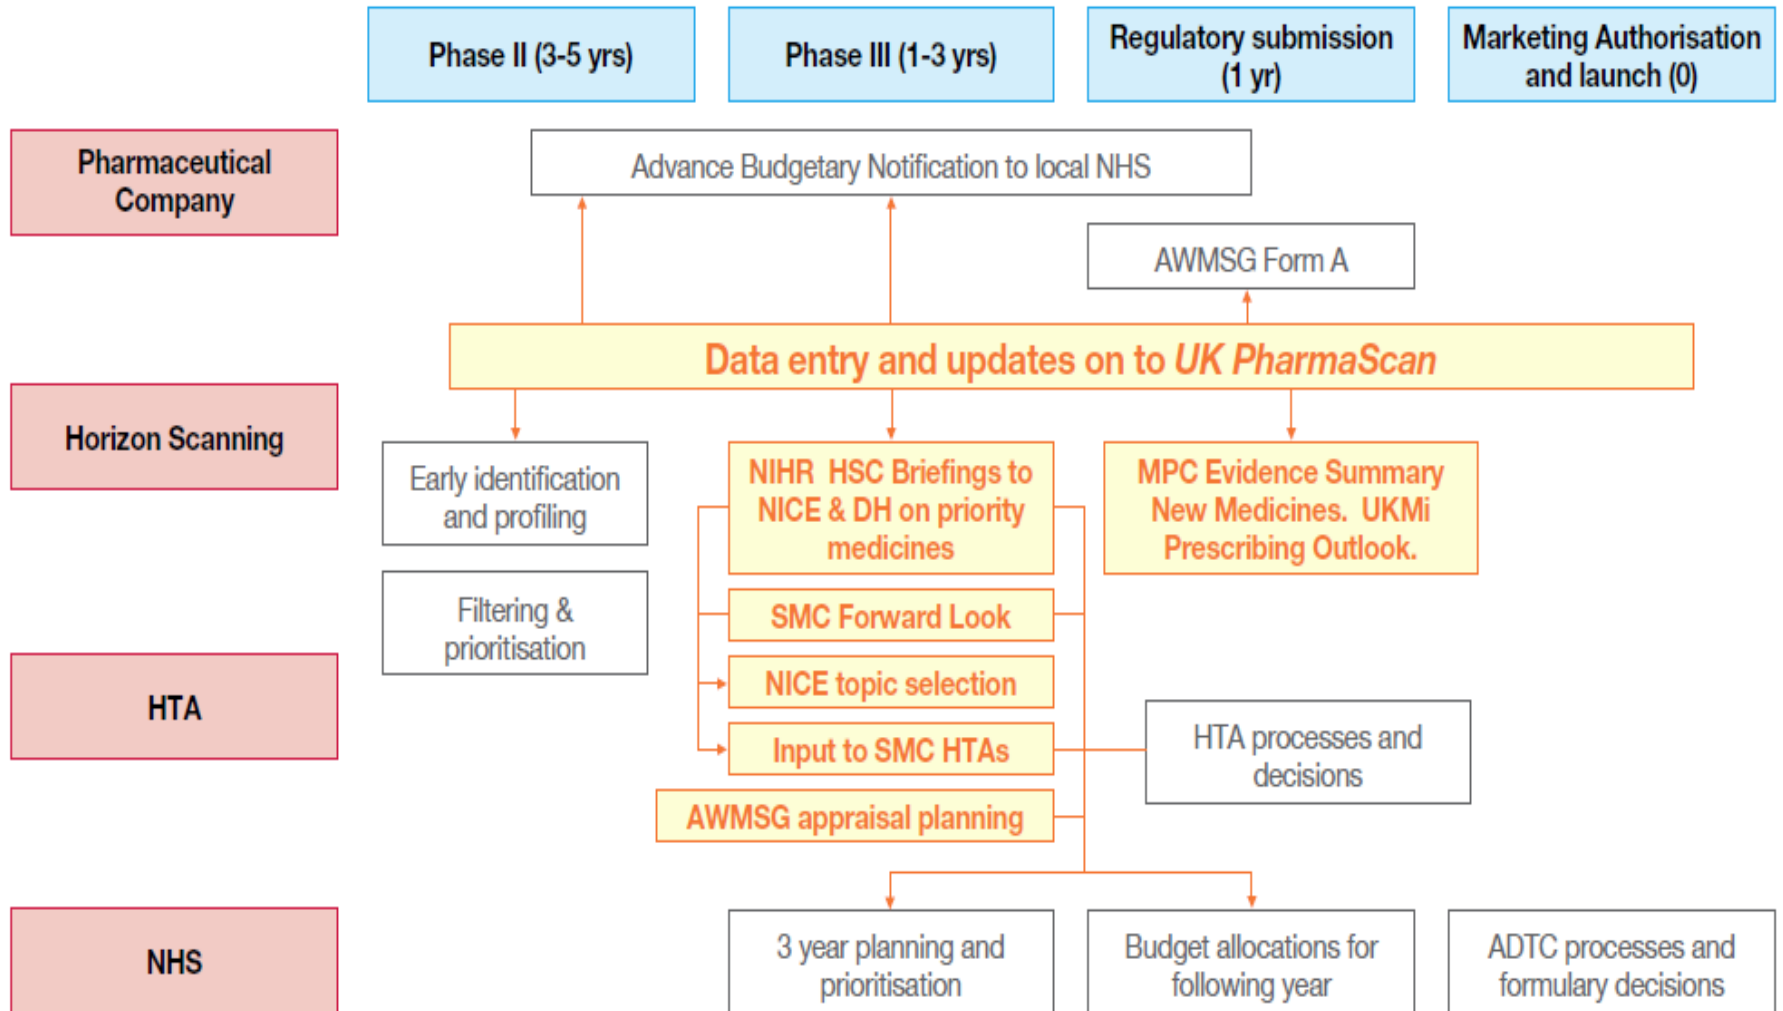 Phase II (3-5 yrs)
Phase III (1-3 yrs)
Regulatory submission
(1 yr)
Marketing Authorisation
and launch (0)
Pharmaceutical
Company
Advance Budgetary Notification to local NHS
AWMSG Form A
Data entry and updates on to UK PharmaScan
Horizon Scanning
Early identification
and profiling
NIHR HSC Briefings to
NICE & DH on priority
medicines
MPC Evidence Summary
New Medicines. UKMi
Prescribing Outlook.
Filtering &
prioritisation
SMC Forward Look
HTA
NICE topic selection
Input to SMC HTAs
HTA processes and
decisions
AWMSG appraisal planning
NHS
3 year planning and
prioritisation
Budget allocations for
following year
ADTC processes and
formulary decisions